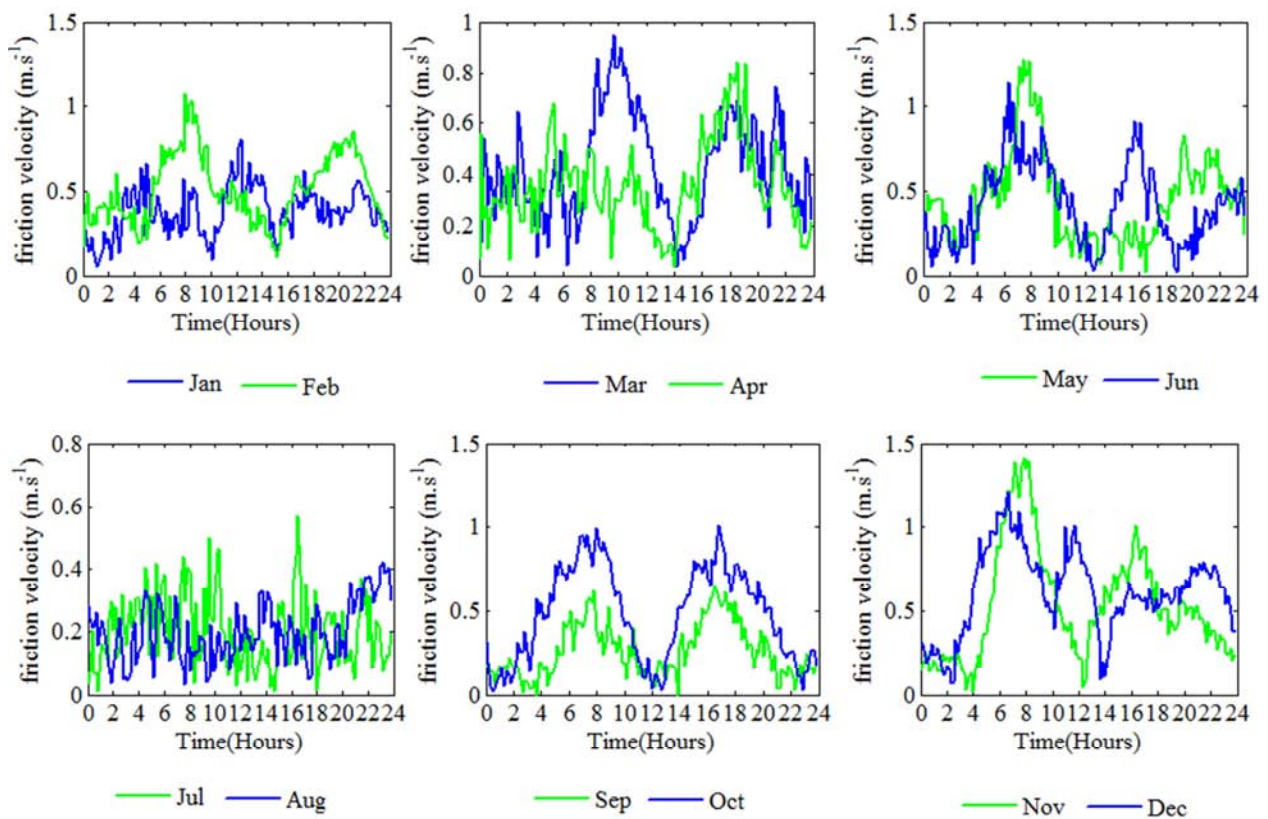 friction velocity (m.s⁻¹)
1.5
1
0.5
0
0 2 4 6 8 10 12 14 16 18 20 22 24
Time(Hours)
Jan Feb
friction velocity (m.s⁻¹)
1
0.8
0.6
0.4
0.2
0
0 2 4 6 8 10 12 14 16 18 20 22 24
Time(Hours)
Mar Apr
friction velocity (m.s⁻¹)
1.5
1
0.5
0
0 2 4 6 8 10 12 14 16 18 20 22 24
Time(Hours)
May Jun
friction velocity (m.s⁻¹)
0.8
0.6
0.4
0.2
0
0 2 4 6 8 10 12 14 16 18 20 22 24
Time(Hours)
Jul Aug
friction velocity (m.s⁻¹)
1.5
1
0.5
0
0 2 4 6 8 10 12 14 16 18 20 22 24
Time(Hours)
Sep Oct
friction velocity (m.s⁻¹)
1.5
1
0.5
0
0 2 4 6 8 10 12 14 16 18 20 22 24
Time(Hours)
Nov Dec